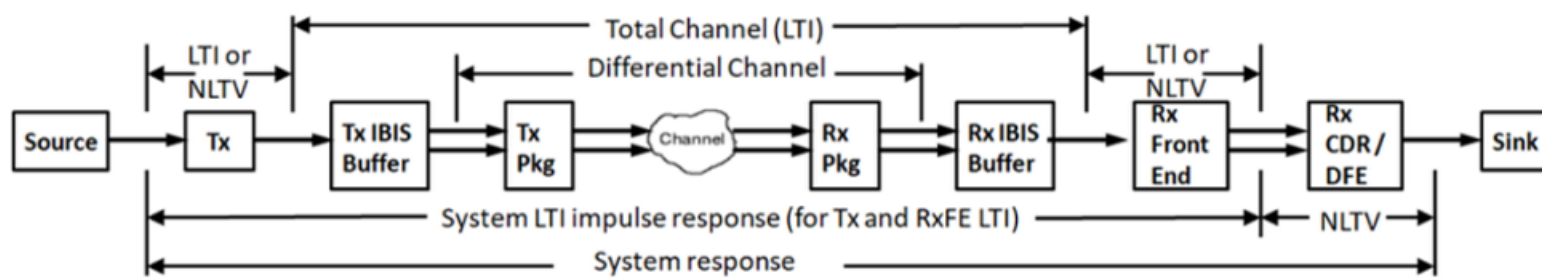 Total Channel (LTI)
LTI or
NLTV
Differential Channel
LTI or
NLTV
Source
Tx
Tx IBIS
Buffer
Tx
Pkg
Channel
Rx
Pkg
Rx IBIS
Buffer
Rx
Front
End
Rx
CDR /
DFE
Sink
System LTI impulse response (for Tx and RxFE LTI)
NLTV
System response